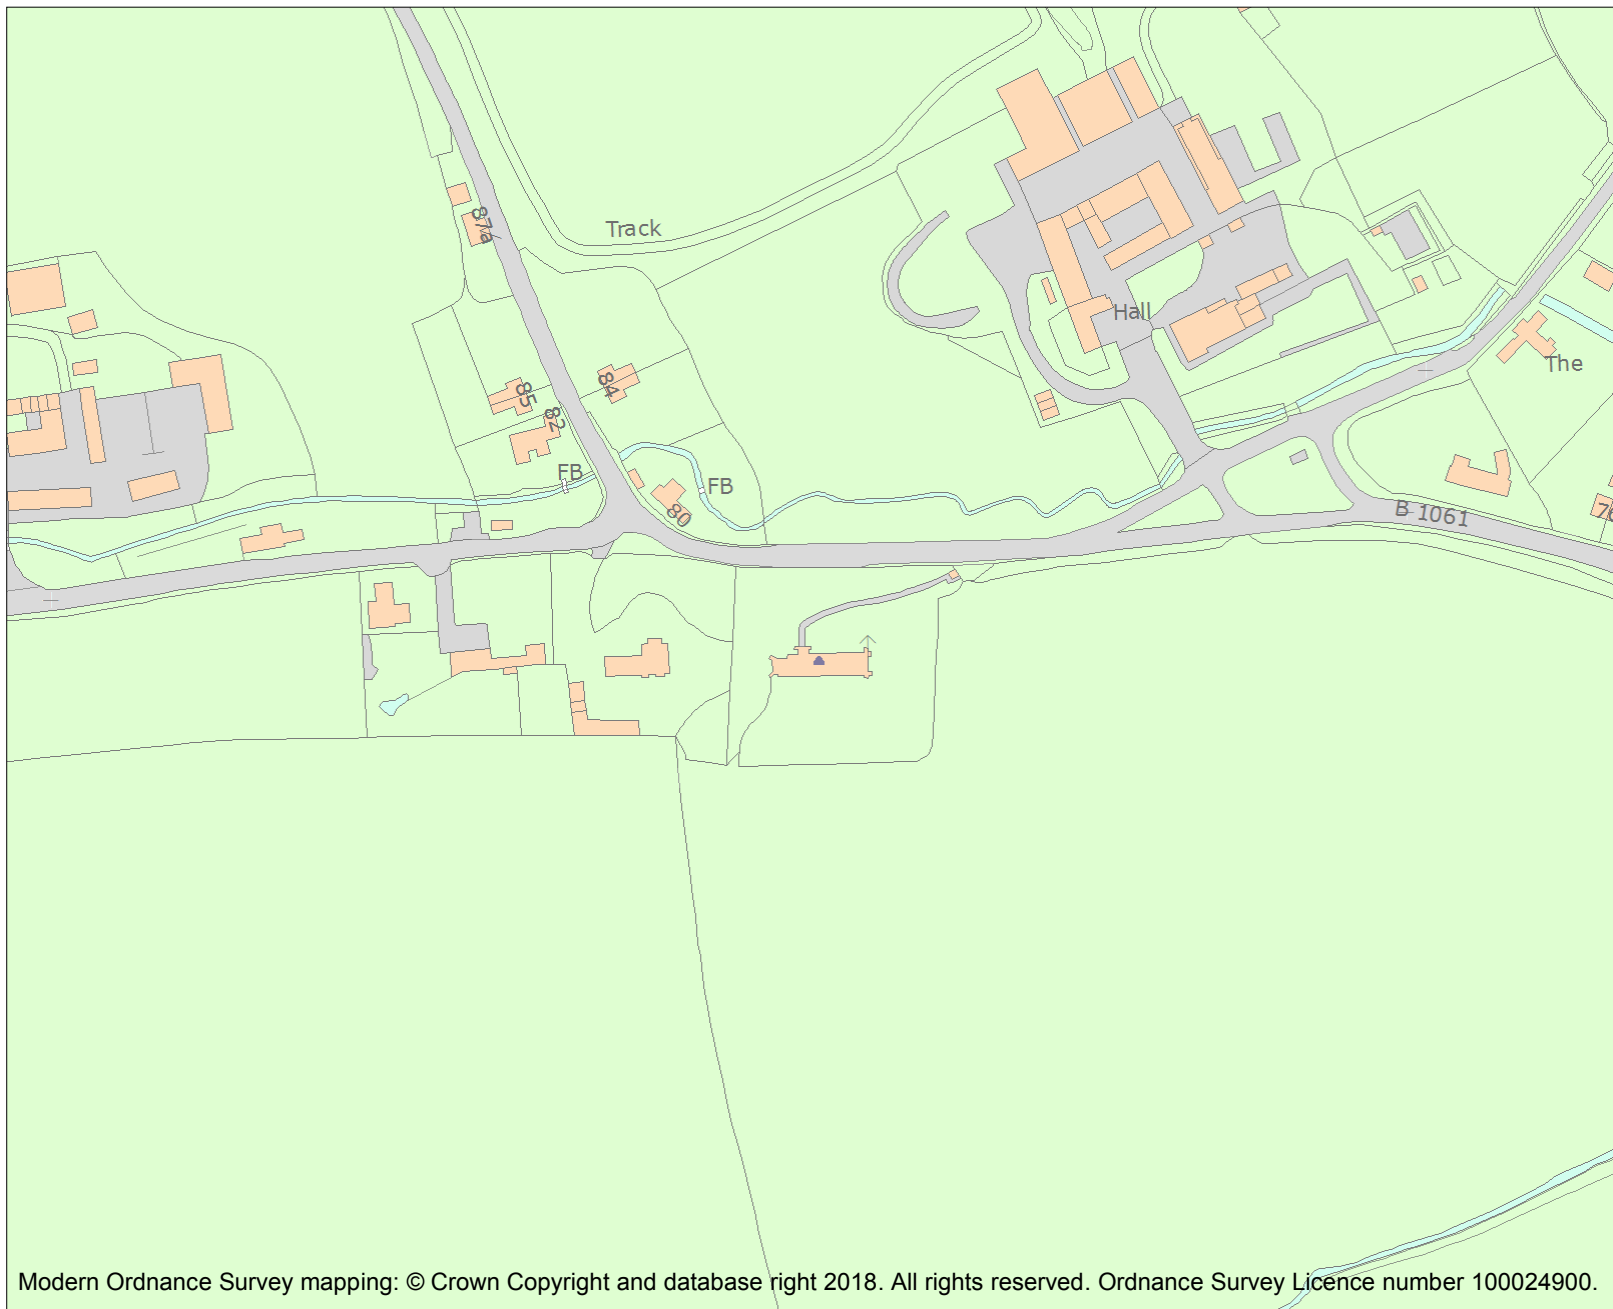 87a
Track
Hall
The
84
85
82
FB
FB
80
B 1061
Modern Ordnance Survey mapping: © Crown Copyright and database right 2018. All rights reserved. Ordnance Survey Licence number 100024900.